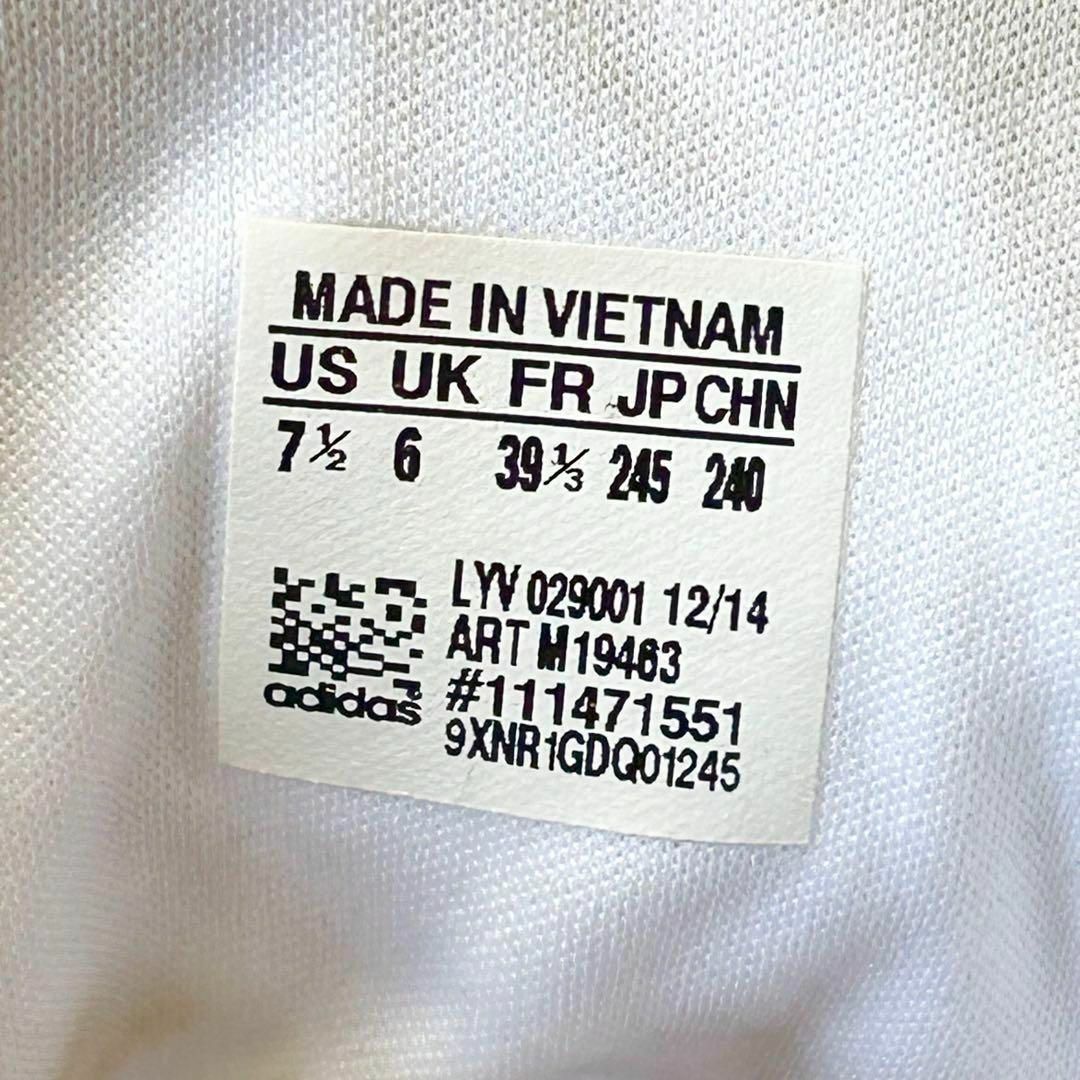 MADE IN VIETNAM
US UK FR JP CHN
7½ 6 39⅓ 245 240
LYV 029001 12/14
ART M19463
#111471551
9XNR1GDQ01245
adidas